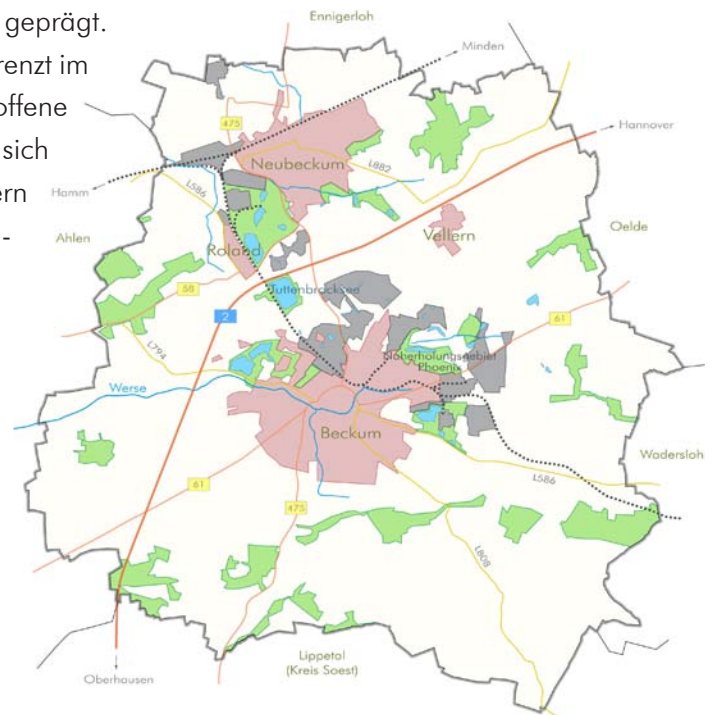 geprägt.
renzt im
offene
sich
ern
-
Ennigerloh
Minden
475
Hannover
Neubeckum
L882
Hamm
L586
Ahlen
Roland
Vellern
Oelde
58
Tuttenbrocksee
2
61
L794
Naherholungsgebiet
Phoenix
Werse
Beckum
Wadersloh
61
L586
475
L808
Lippetal
(Kreis Soest)
Oberhausen